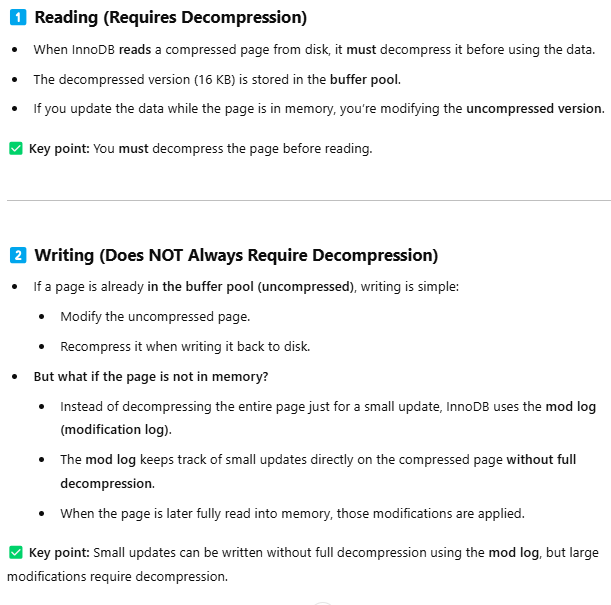 1 Reading (Requires Decompression)
• When InnoDB reads a compressed page from disk, it must decompress it before using the data.
• The decompressed version (16 KB) is stored in the buffer pool.
• If you update the data while the page is in memory, you're modifying the uncompressed version.
✅ Key point: You must decompress the page before reading.
2 Writing (Does NOT Always Require Decompression)
• If a page is already in the buffer pool (uncompressed), writing is simple:
• Modify the uncompressed page.
• Recompress it when writing it back to disk.
• But what if the page is not in memory?
• Instead of decompressing the entire page just for a small update, InnoDB uses the mod log
(modification log).
• The mod log keeps track of small updates directly on the compressed page without full
decompression.
• When the page is later fully read into memory, those modifications are applied.
✅ Key point: Small updates can be written without full decompression using the mod log, but large
modifications require decompression.